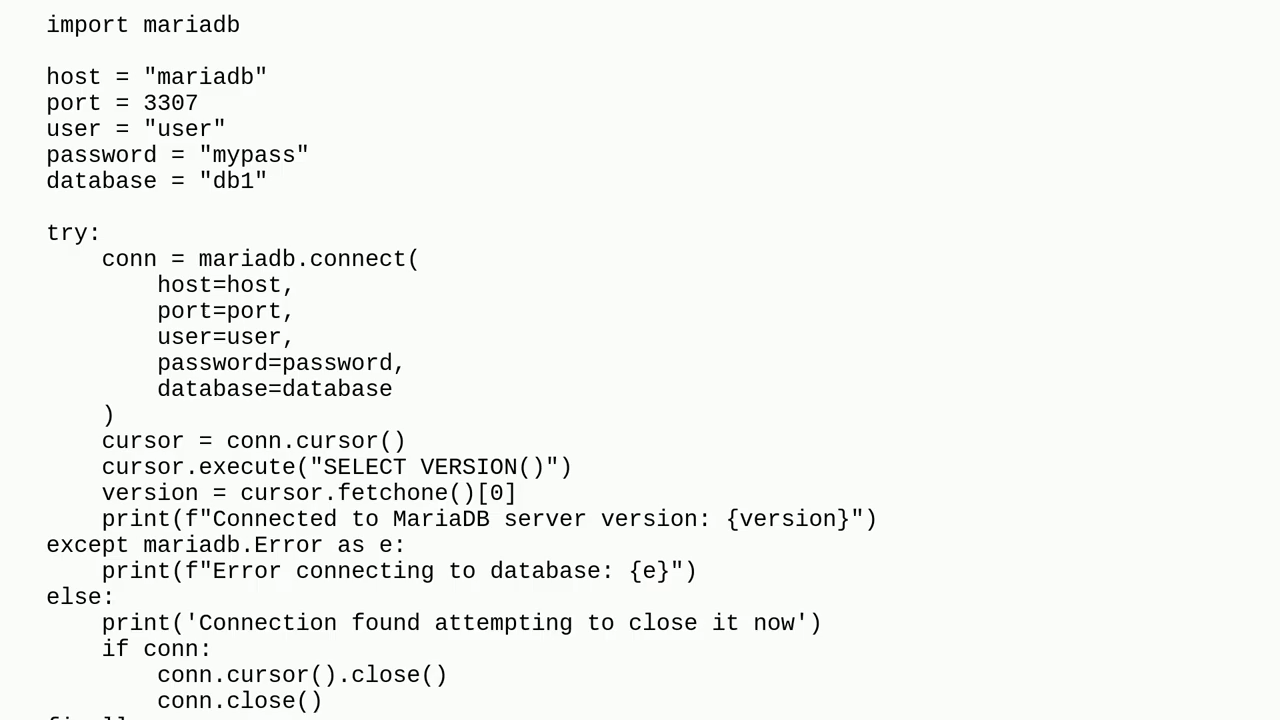 import mariadb

host = "mariadb"
port = 3307
user = "user"
password = "mypass"
database = "db1"

try:
    conn = mariadb.connect(
        host=host,
        port=port,
        user=user,
        password=password,
        database=database
    )
    cursor = conn.cursor()
    cursor.execute("SELECT VERSION()")
    version = cursor.fetchone()[0]
    print(f"Connected to MariaDB server version: {version}")
except mariadb.Error as e:
    print(f"Error connecting to database: {e}")
else:
    print('Connection found attempting to close it now')
    if conn:
        conn.cursor().close()
        conn.close()